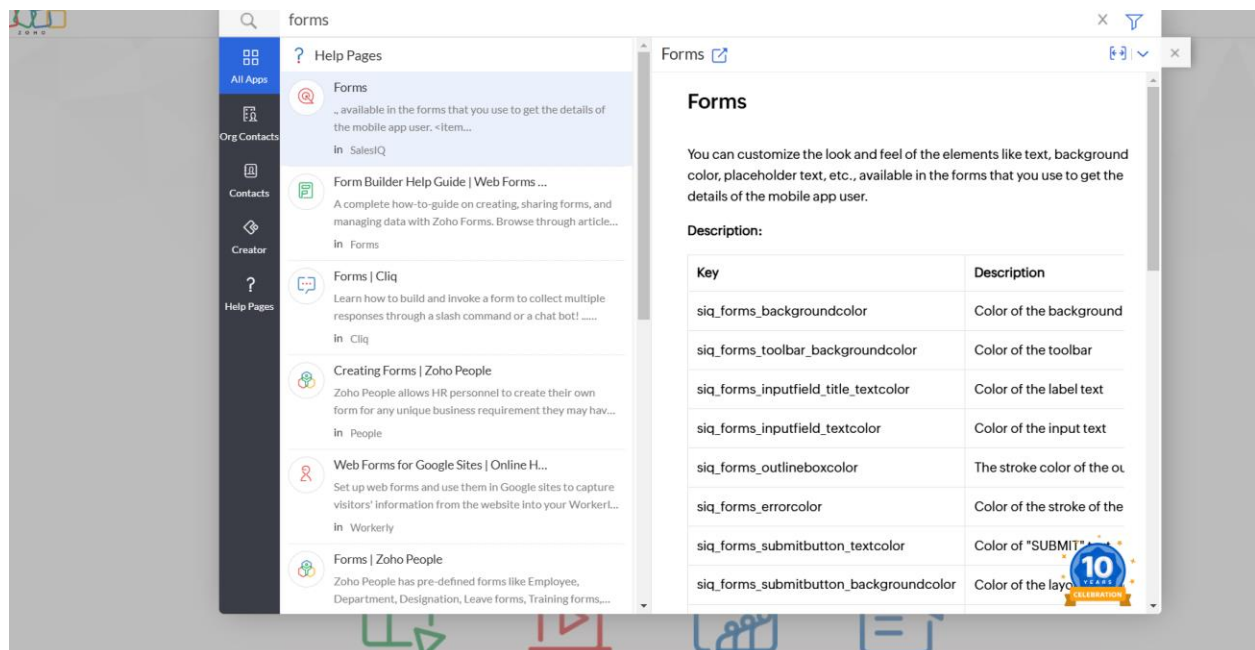 ZOHO
forms
All Apps
Org Contacts
Contacts
Creator
?
Help Pages
? Help Pages
Forms
., available in the forms that you use to get the details of
the mobile app user. <item...
in SalesIQ
Form Builder Help Guide | Web Forms ...
A complete how-to-guide on creating, sharing forms, and
managing data with Zoho Forms. Browse through article...
in Forms
Forms | Cliq
Learn how to build and invoke a form to collect multiple
responses through a slash command or a chat bot! ......
in Cliq
Creating Forms | Zoho People
Zoho People allows HR personnel to create their own
form for any unique business requirement they may hav...
in People
Web Forms for Google Sites | Online H...
Set up web forms and use them in Google sites to capture
visitors' information from the website into your Workerl...
in Workerly
Forms | Zoho People
Zoho People has pre-defined forms like Employee,
Department, Designation, Leave forms, Training forms,...
Forms
Forms
You can customize the look and feel of the elements like text, background
color, placeholder text, etc., available in the forms that you use to get the
details of the mobile app user.
Description:
Key Description
siq_forms_backgroundcolor Color of the background
siq_forms_toolbar_backgroundcolor Color of the toolbar
siq_forms_inputfield_title_textcolor Color of the label text
siq_forms_inputfield_textcolor Color of the input text
siq_forms_outlineboxcolor The stroke color of the
siq_forms_errorcolor Color of the stroke of the
siq_forms_submitbutton_textcolor Color of "SUBMIT"
siq_forms_submitbutton_backgroundcolor Color of the
10
YEARS
CELEBRATION